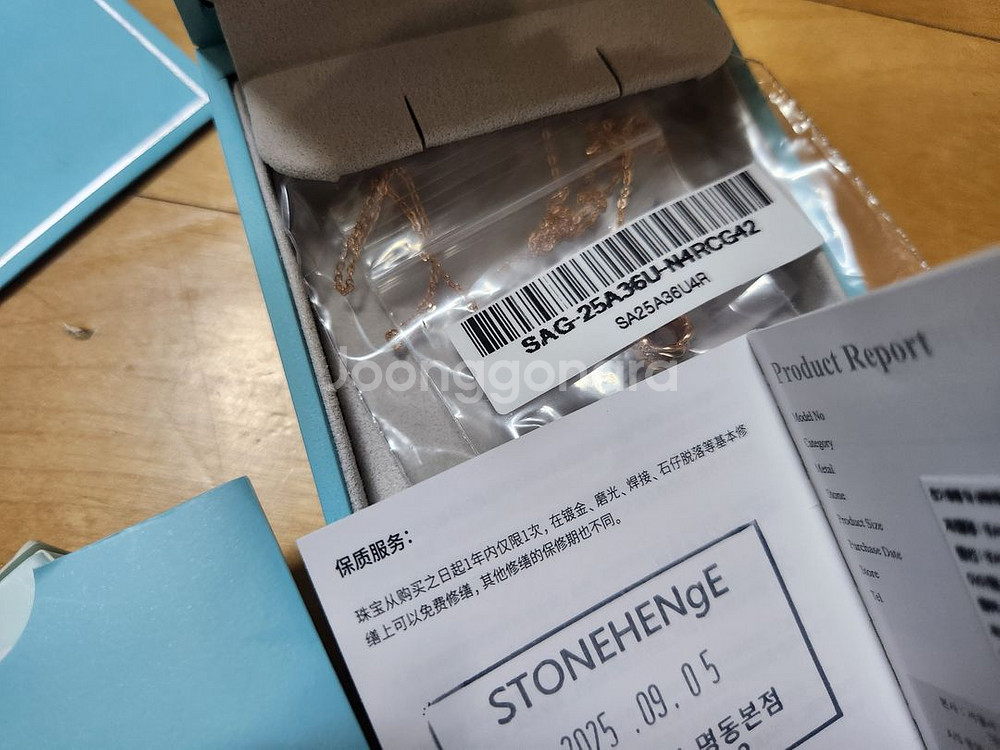 SAG-25A36U-N4RCG42
SA25A36U4R
Joonggonara
Product Report
Model No
Category
Metal
Stone
Product Size
Purchase Date
Store
Tel
保质服务：
珠宝从购买之日起1年内仅限1次，在镀金、磨光、焊接、石仔脱落等基本修
缮上可以免费修缮，其他修缮的保修期也不同。
STONEHENgE
2025 .09. 05
명동본점